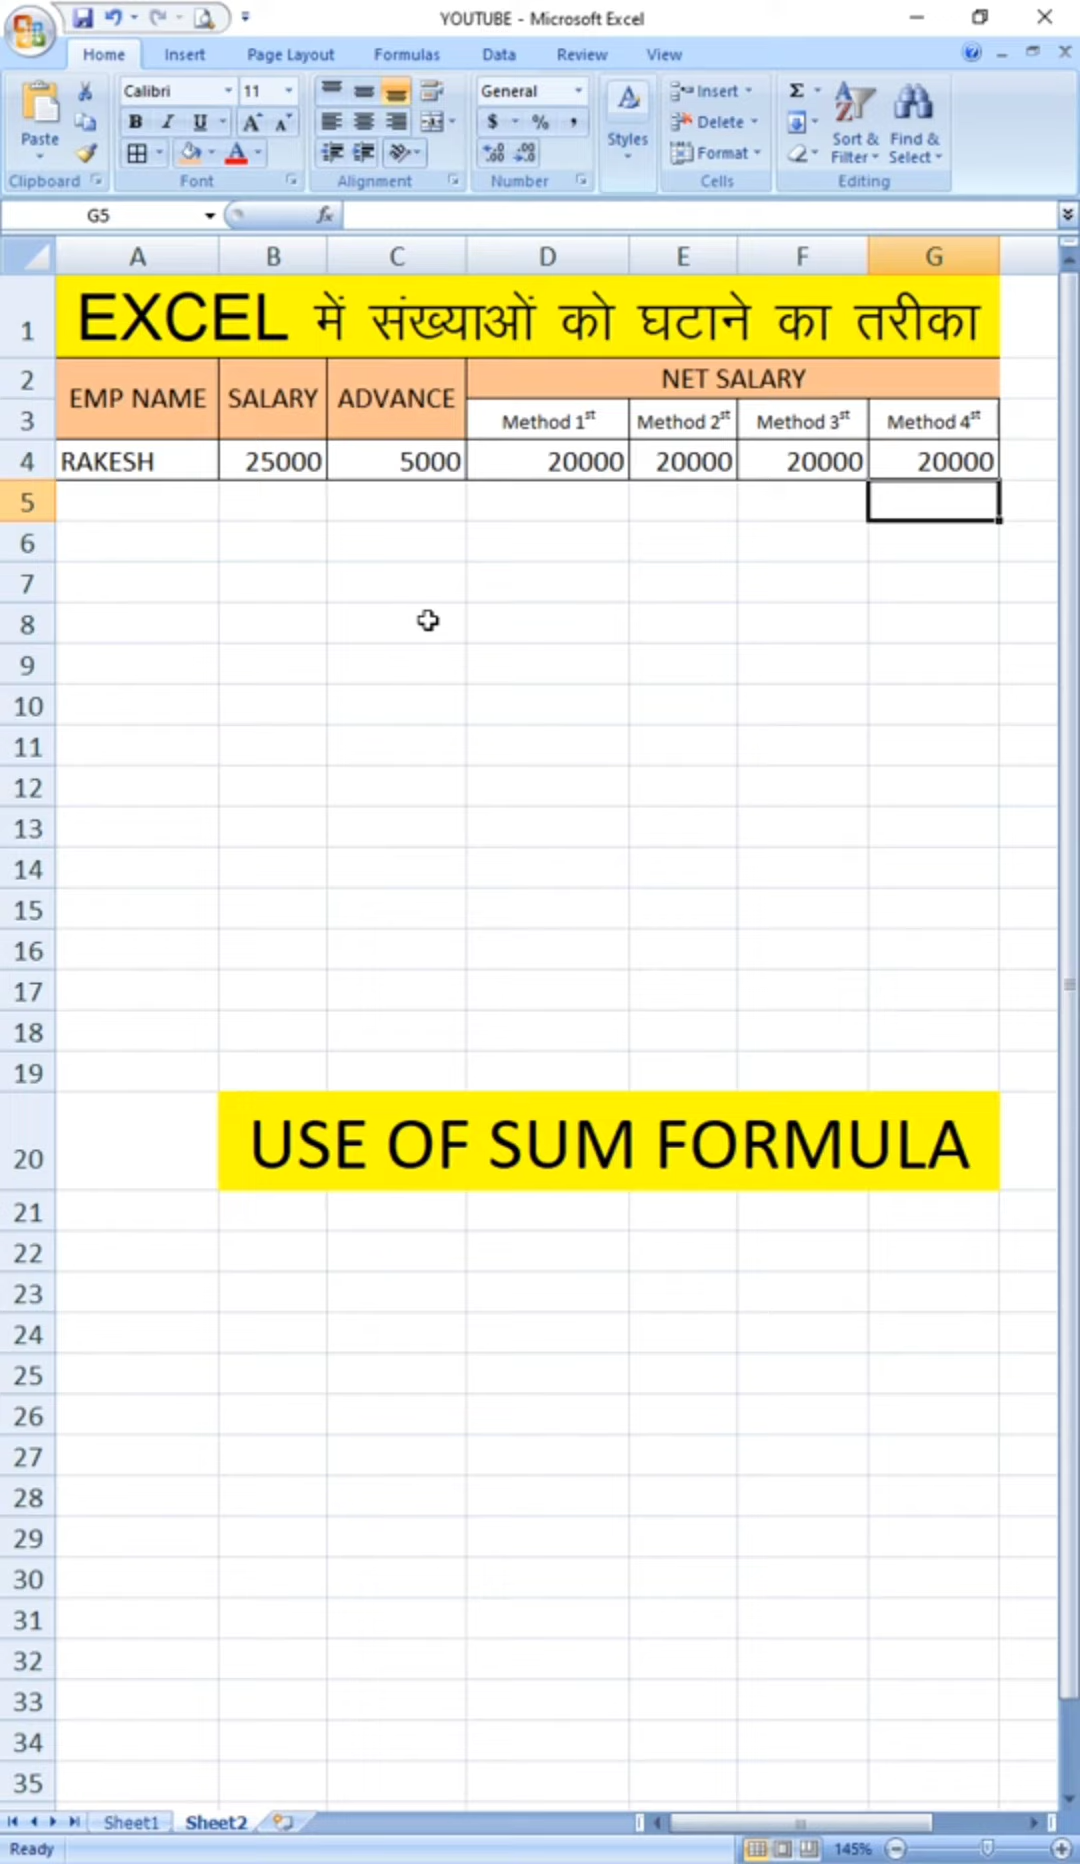 YOUTUBE - Microsoft Excel
Home Insert Page Layout Formulas Data Review View
Calibri 11 General Insert Σ
B I U A A $ % , Delete
Paste Styles Sort & Find &
A Format Filter Select
Clipboard Font Alignment Number Cells Editing
G5 fx
A B C D E F G
1 EXCEL में संख्याओं को घटाने का तरीका
2 EMP NAME SALARY ADVANCE NET SALARY
3 Method 1st Method 2st Method 3st Method 4st
4 RAKESH 25000 5000 20000 20000 20000 20000
5
6
7
8
9
10
11
12
13
14
15
16
17
18
19
20 USE OF SUM FORMULA
21
22
23
24
25
26
27
28
29
30
31
32
33
34
35
Sheet1 Sheet2
Ready 145%